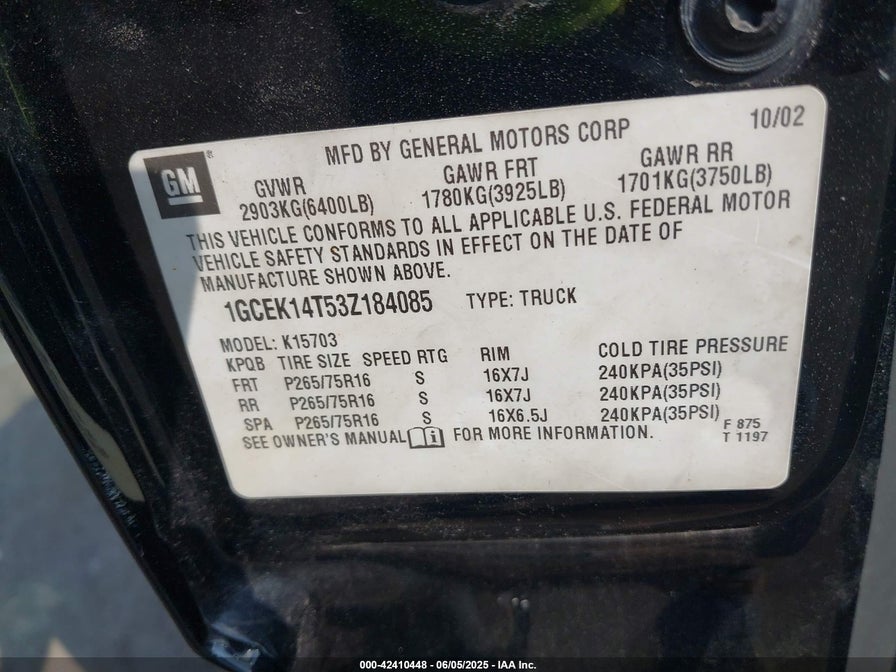 10/02
MFD BY GENERAL MOTORS CORP
GM®
GVWR GAWR FRT GAWR RR
2903KG(6400LB) 1780KG(3925LB) 1701KG(3750LB)
THIS VEHICLE CONFORMS TO ALL APPLICABLE U.S. FEDERAL MOTOR
VEHICLE SAFETY STANDARDS IN EFFECT ON THE DATE OF
MANUFACTURE SHOWN ABOVE.
1GCEK14T53Z184085 TYPE: TRUCK
MODEL: K15703
KPQB TIRE SIZE SPEED RTG RIM COLD TIRE PRESSURE
FRT P265/75R16 S 16X7J 240KPA(35PSI)
RR P265/75R16 S 16X7J 240KPA(35PSI)
SPA P265/75R16 S 16X6.5J 240KPA(35PSI)
SEE OWNER'S MANUAL FOR MORE INFORMATION.
F 875
T 1197
000-42410448 - 06/05/2025 - IAA Inc.